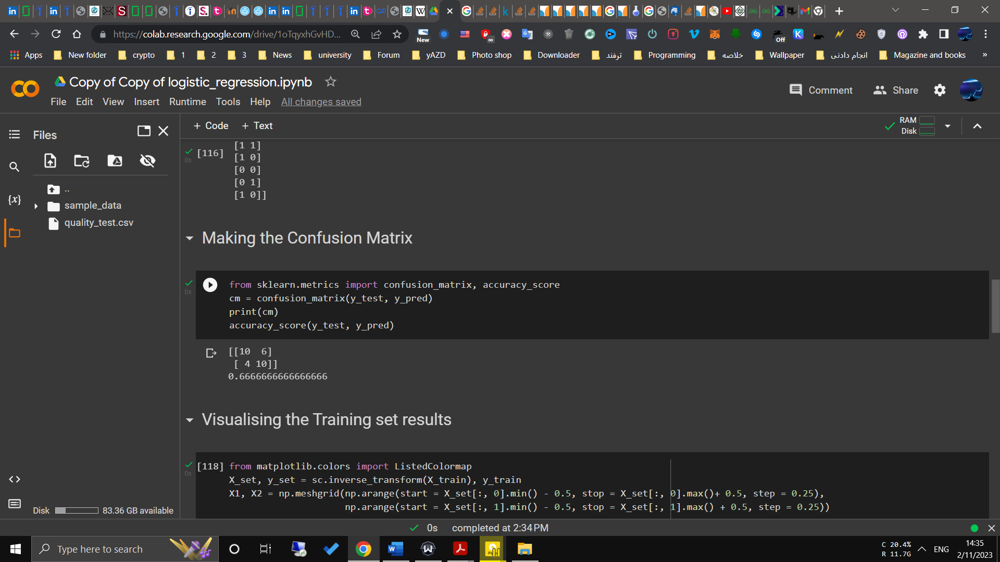 https://colab.research.google.com/drive/1oTqyxhGvHD...
New
Off
Apps
New folder
crypto
1
2
3
News
university
Forum
yAZD
Photo shop
Downloader
ترفند
Programming
خلاصه
Wallpaper
انجام دادنی
Magazine and books
»
Copy of Copy of logistic_regression.ipynb
Comment
Share
File Edit View Insert Runtime Tools Help All changes saved
Files
+ Code + Text
RAM
Disk
..
sample_data
quality_test.csv
{x}
0s
[116]
[1 1]
[1 0]
[0 0]
[0 1]
[1 0]]
Making the Confusion Matrix
0s
from sklearn.metrics import confusion_matrix, accuracy_score
cm = confusion_matrix(y_test, y_pred)
print(cm)
accuracy_score(y_test, y_pred)
[[10  6]
[ 4 10]]
0.6666666666666666
Visualising the Training set results
0s
[118] from matplotlib.colors import ListedColormap
X_set, y_set = sc.inverse_transform(X_train), y_train
X1, X2 = np.meshgrid(np.arange(start = X_set[:, 0].min() - 0.5, stop = X_set[:, 0].max()+ 0.5, step = 0.25),
np.arange(start = X_set[:, 1].min() - 0.5, stop = X_set[:, 1].max() + 0.5, step = 0.25))
Disk 83.36 GB available
0s completed at 2:34 PM
Type here to search
C 20.4%
R 11.7G
ENG
14:35
2/11/2023